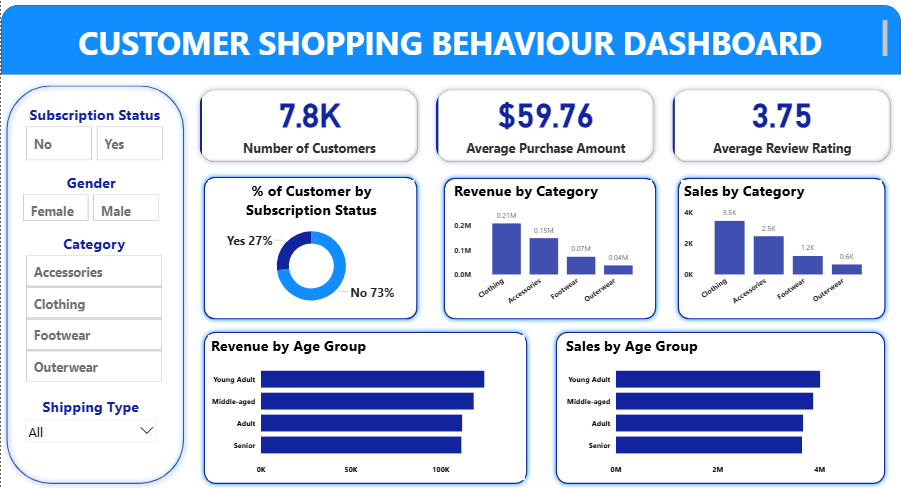 CUSTOMER SHOPPING BEHAVIOUR DASHBOARD
Subscription Status
No
Yes
Gender
Female
Male
Category
Accessories
Clothing
Footwear
Outerwear
Shipping Type
All
7.8K
Number of Customers
$59.76
Average Purchase Amount
3.75
Average Review Rating
% of Customer by
Subscription Status
Yes 27%
No 73%
Revenue by Category
0.2M
0.1M
0.0M
0.21M
0.15M
0.07M
0.04M
Clothing
Accessories
Footwear
Outerwear
Sales by Category
4K
2K
0K
3.5K
2.5K
1.2K
0.6K
Clothing
Accessories
Footwear
Outerwear
Revenue by Age Group
Young Adult
Middle-aged
Adult
Senior
0K
50K
100K
Sales by Age Group
Young Adult
Middle-aged
Adult
Senior
0M
2M
4M